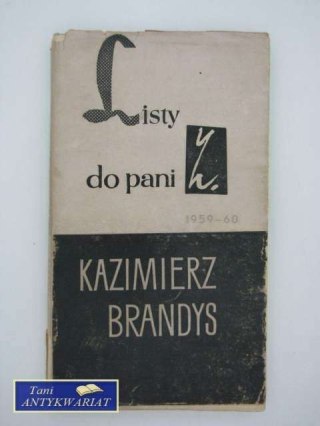 Listy
do pani Z.
1959-60
KAZIMIERZ
BRANDYS
Tani
ANTYKWARIAT